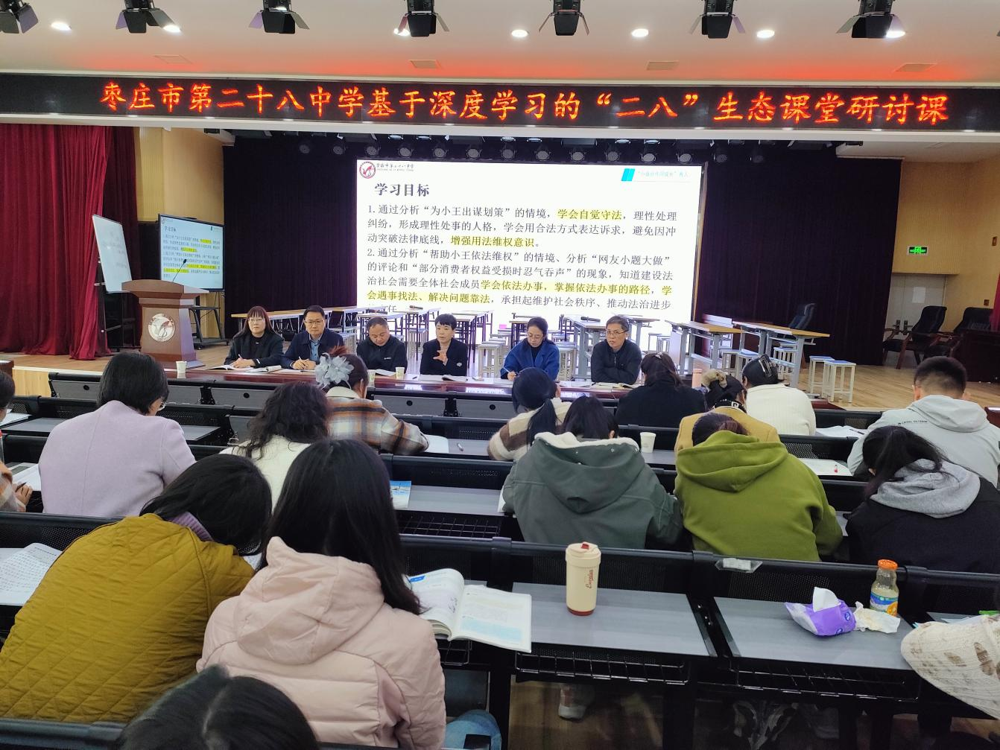 枣庄市第二十八中学基于深度学习的“二八”生态课堂研讨课
学习目标
1.通过分析“为小王出谋划策”的情境，学会自觉守法，理性处理
纠纷，形成理性处事的人格，学会用合法方式表达诉求，避免因冲
动突破法律底线，增强用法维权意识。
2.通过分析“帮助小王依法维权”的情境、分析“网友小题大做”
的评论和“部分消费者权益受损时忍气吞声”的现象，知道建设法
治社会需要全体社会成员学会依法办事，掌握依法办事的路径，学
会遇事找法、解决问题靠法，承担起维护社会秩序、推动法治进步
学习目标